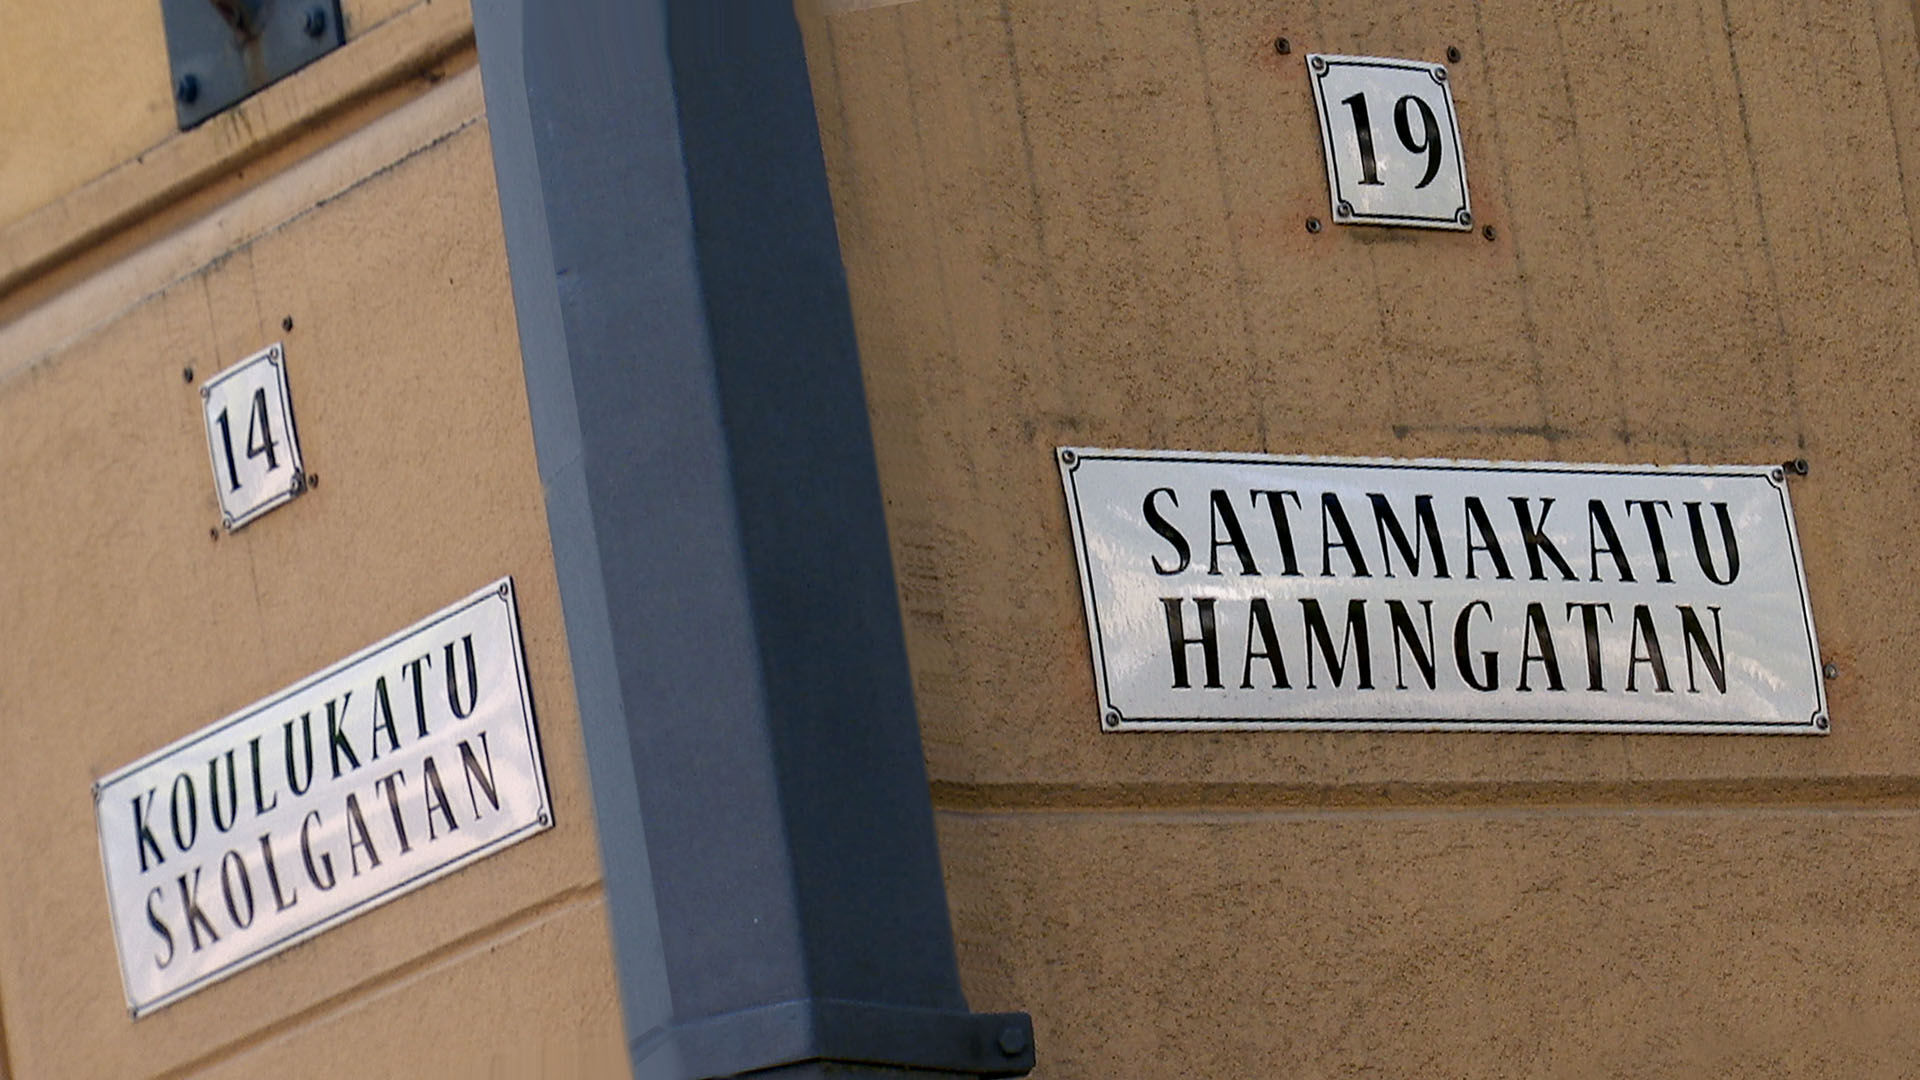 14
KOULUKATU
SKOLGATAN
19
SATAMAKATU
HAMNGATAN